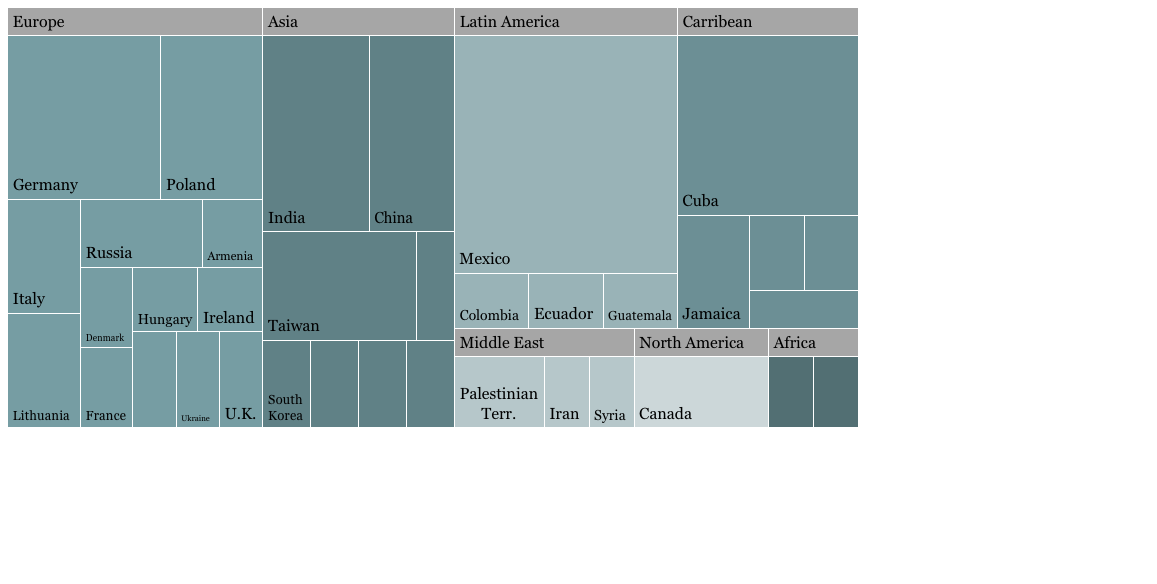 Europe
Asia
Latin America
Carribean
Germany
Poland
India
China
Mexico
Cuba
Russia
Armenia
Italy
Taiwan
Colombia
Ecuador
Guatemala
Jamaica
Denmark
Hungary
Ireland
Middle East
North America
Africa
Lithuania
France
Ukraine
U.K.
South
Korea
Palestinian
Terr.
Iran
Syria
Canada